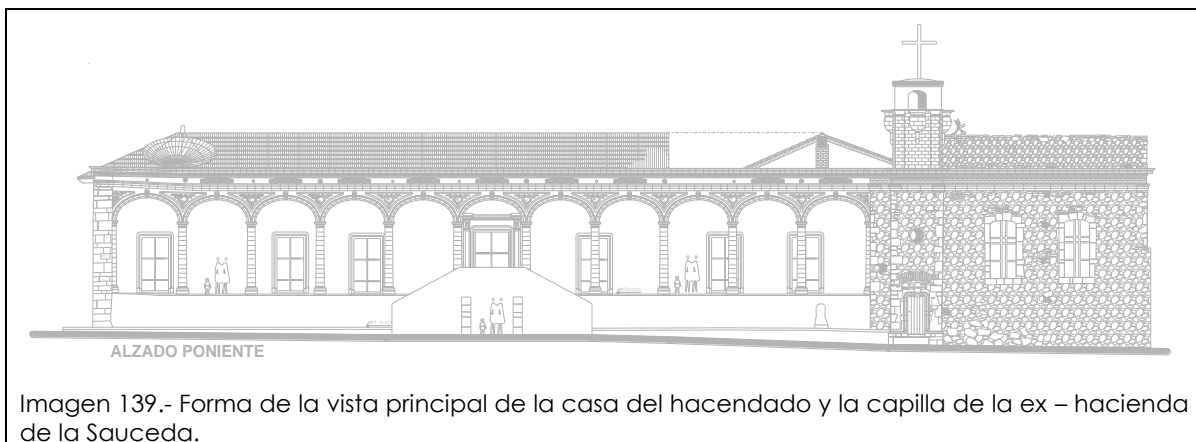 ALZADO PONIENTE
Imagen 139.- Forma de la vista principal de la casa del hacendado y la capilla de la ex – hacienda
de la Sauceda.